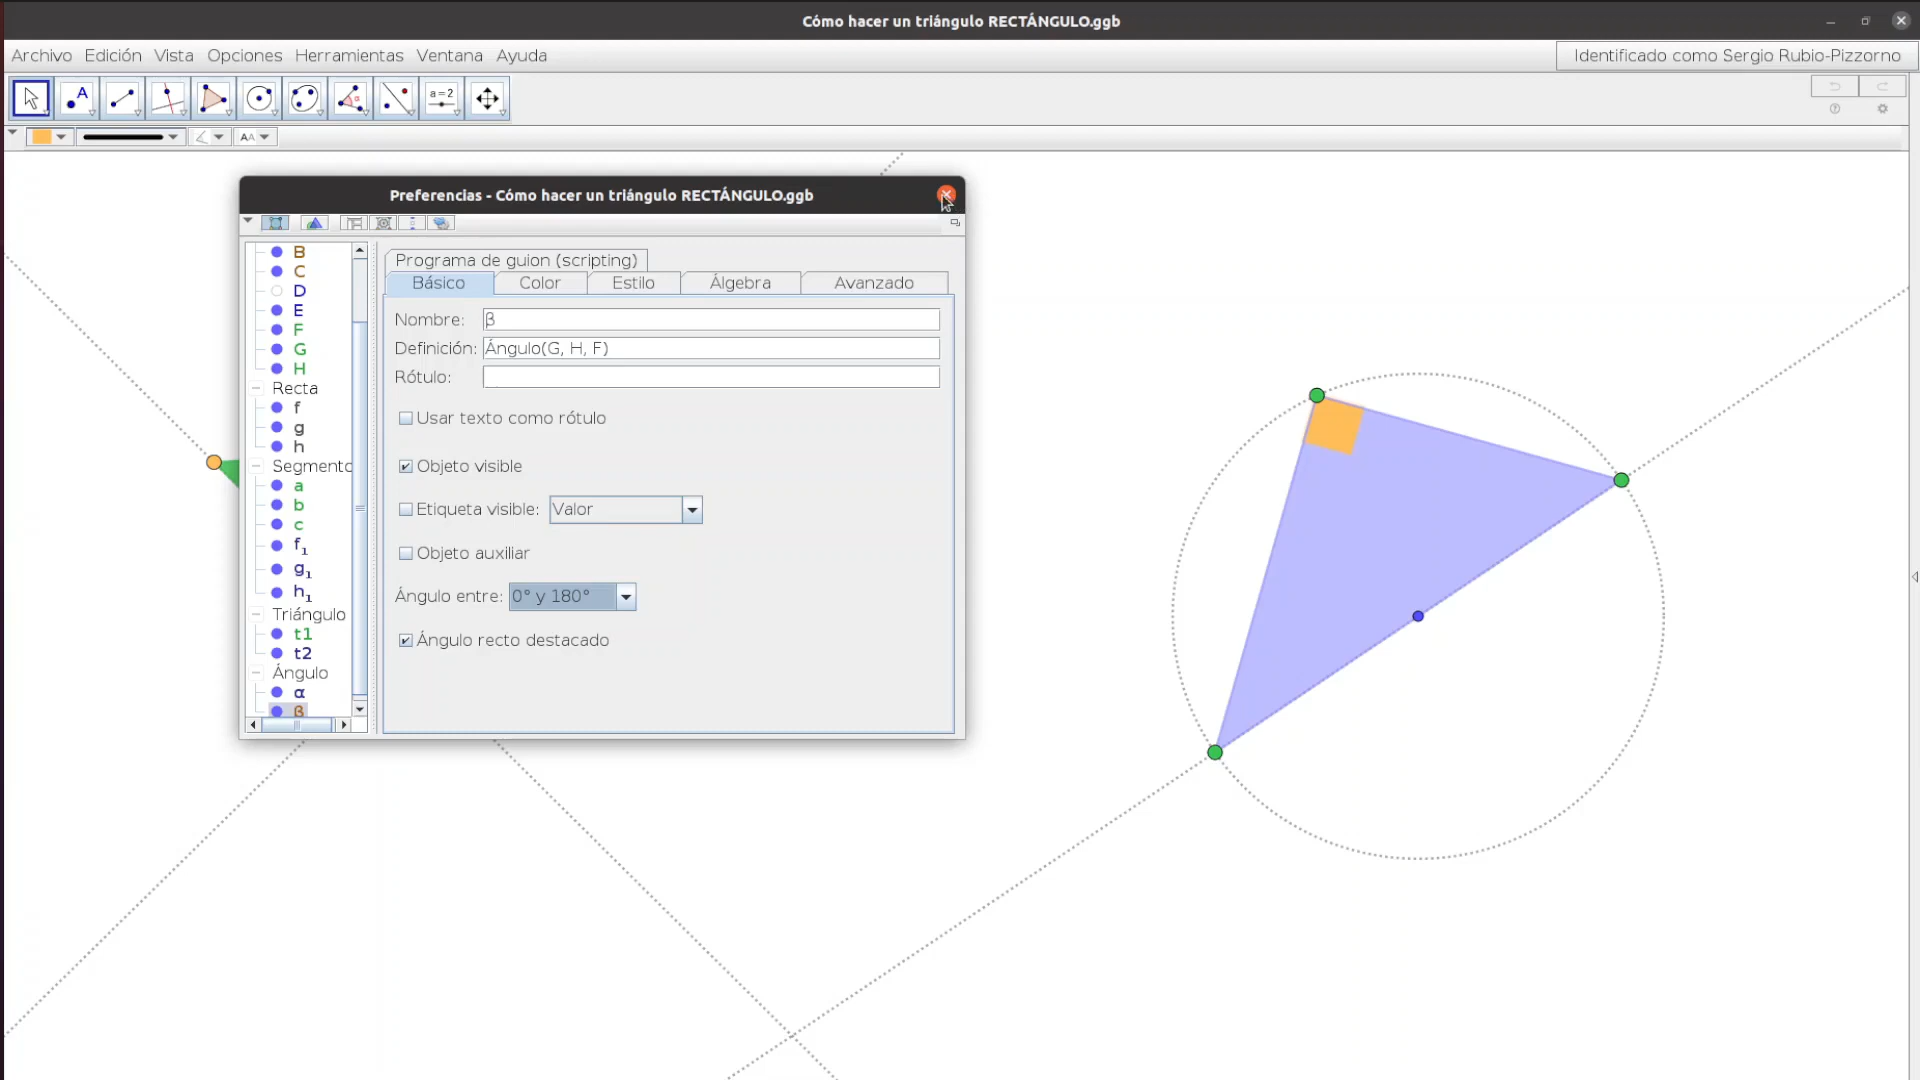 Cómo hacer un triángulo RECTÁNGULO.ggb
Archivo Edición Vista Opciones Herramientas Ventana Ayuda
Identificado como Sergio Rubio-Pizzorno
A
a=2
AA
Preferencias - Cómo hacer un triángulo RECTÁNGULO.ggb
B
C
D
E
F
G
H
Recta
f
g
h
Segmento
a
b
c
f₁
g₁
h₁
Triángulo
t1
t2
Ángulo
α
β
Programa de guion (scripting)
Básico Color Estilo Álgebra Avanzado
Nombre: β
Definición: Ángulo(G, H, F)
Rótulo:
Usar texto como rótulo
Objeto visible
Etiqueta visible: Valor
Objeto auxiliar
Ángulo entre: 0° y 180°
Ángulo recto destacado